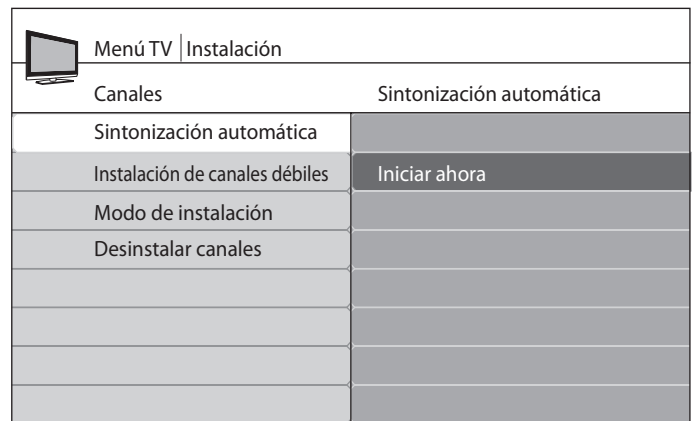 Menú TV | Instalación
Canales Sintonización automática
Sintonización automática
Instalación de canales débiles Iniciar ahora
Modo de instalación
Desinstalar canales